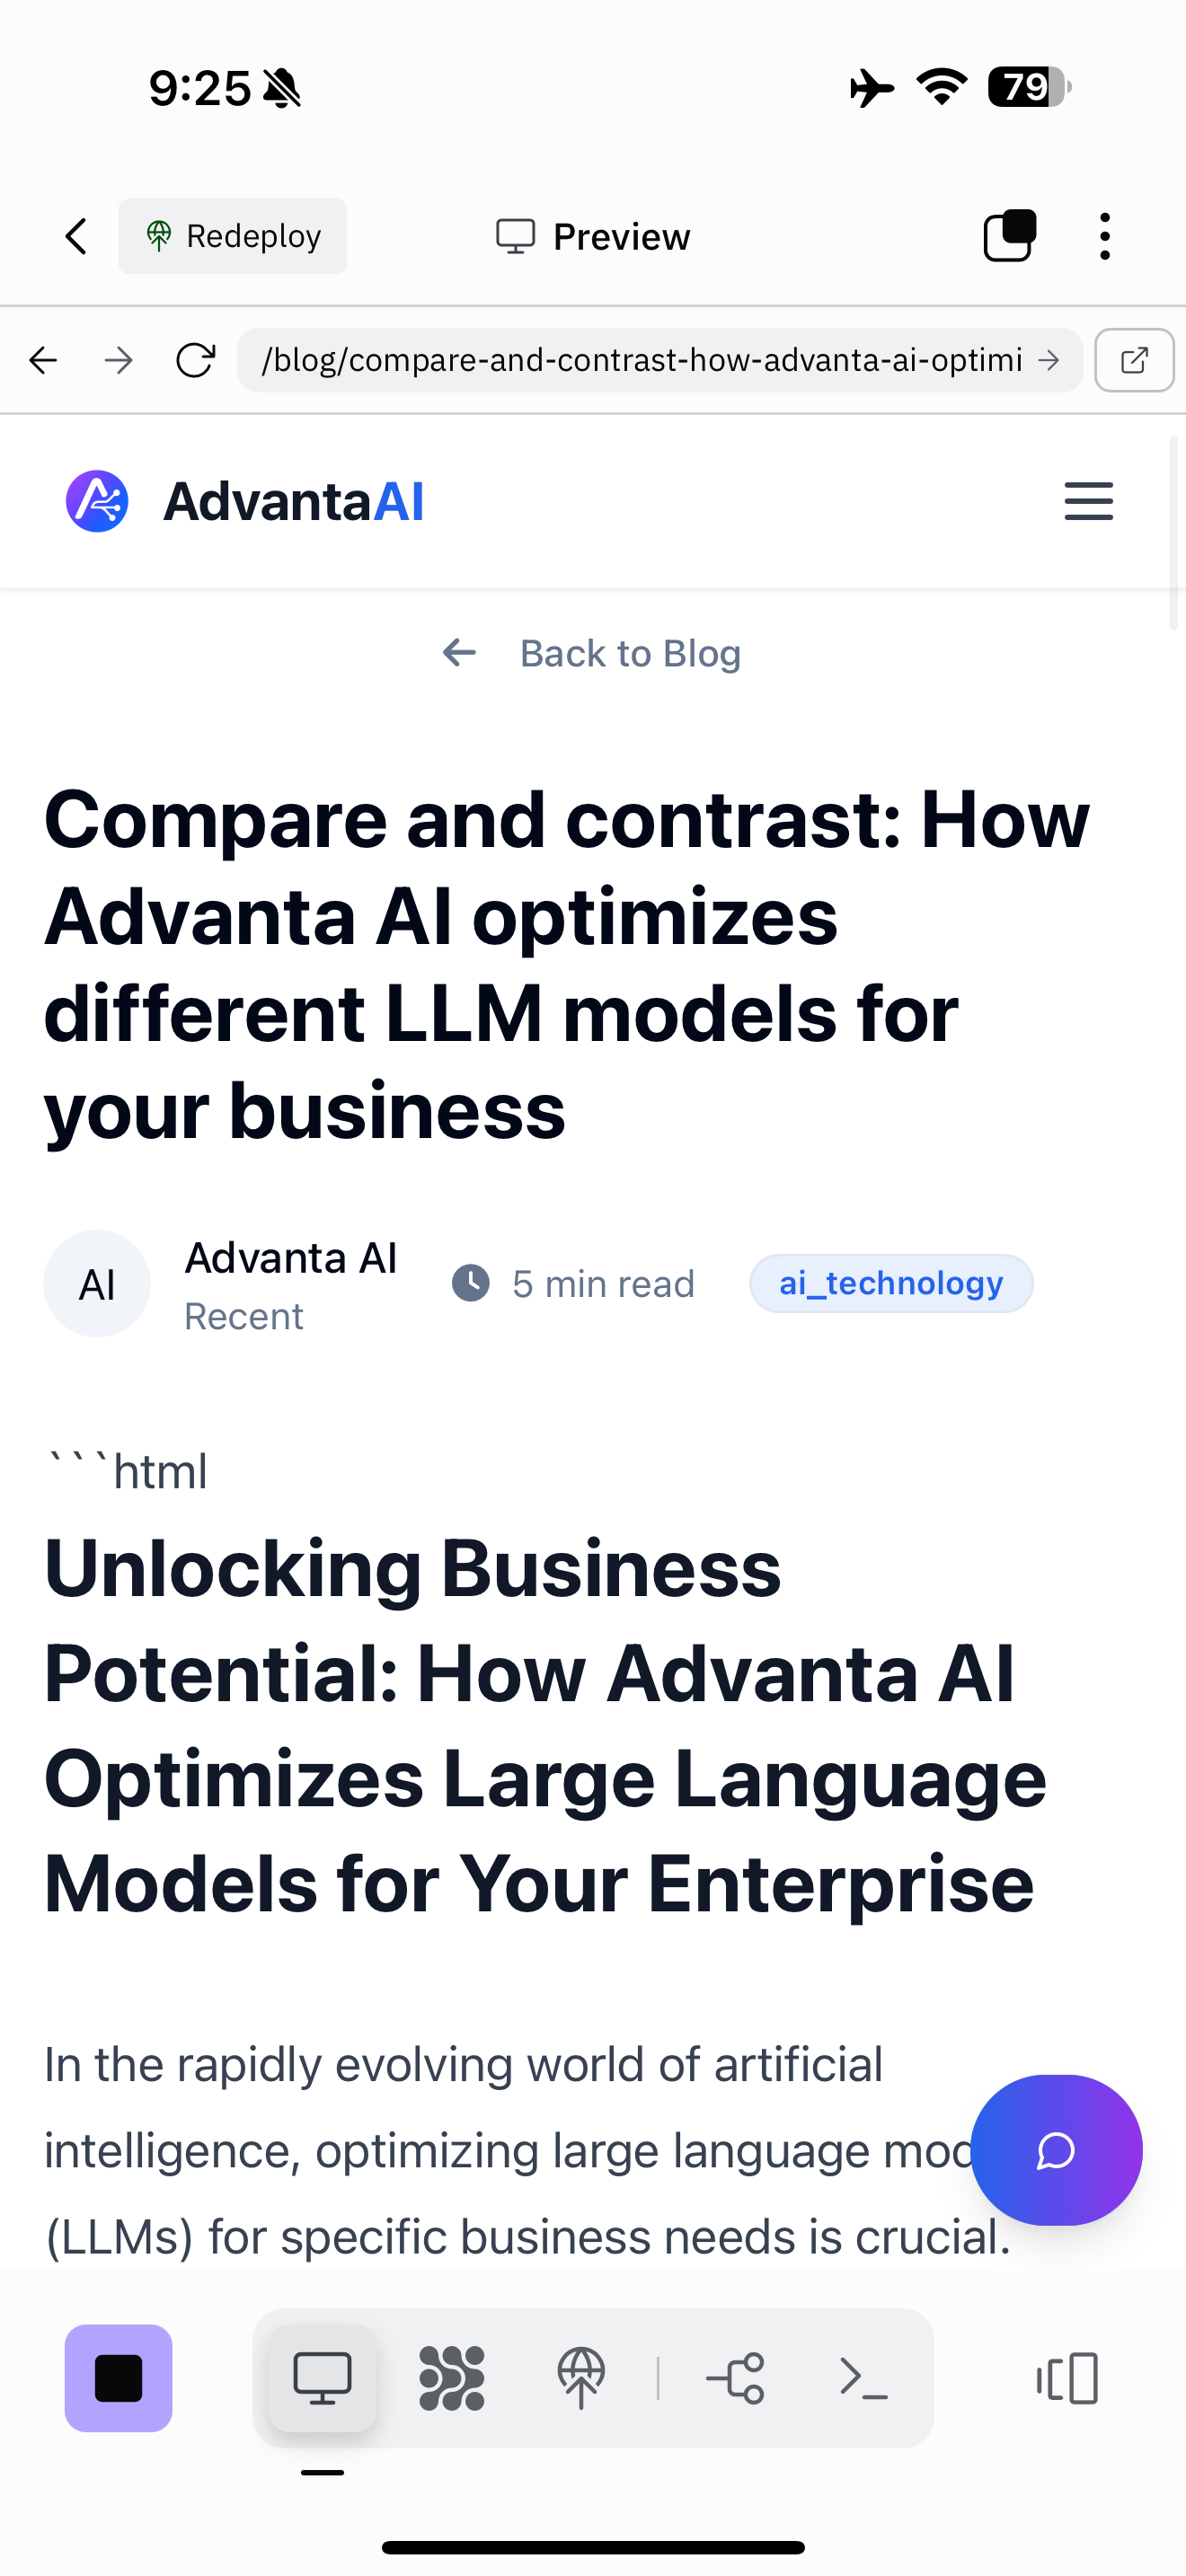 9:25
79
Redeploy
Preview
/blog/compare-and-contrast-how-advanta-ai-optimi
AdvantaAI
Back to Blog
Compare and contrast: How
Advanta AI optimizes
different LLM models for
your business
AI
Advanta AI
Recent
5 min read
ai_technology
```html
Unlocking Business
Potential: How Advanta AI
Optimizes Large Language
Models for Your Enterprise
In the rapidly evolving world of artificial
intelligence, optimizing large language
(LLMs) for specific business needs is crucial.